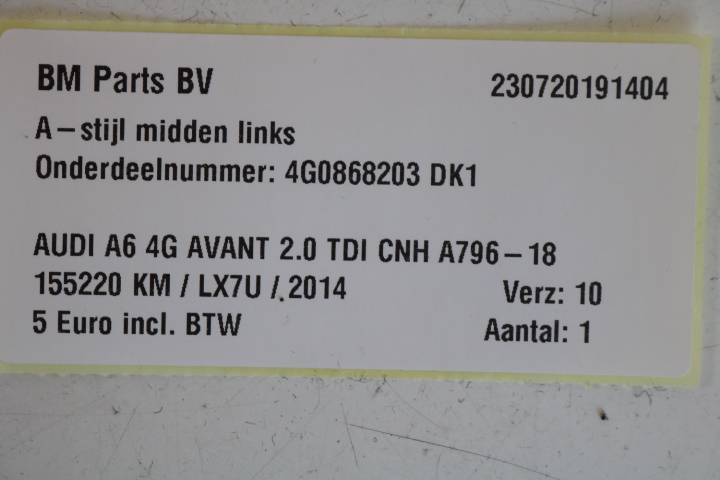 BM Parts BV 230720191404
A-stijl midden links
Onderdeelnummer: 4G0868203 DK1
AUDI A6 4G AVANT 2.0 TDI CNH A796-18
155220 KM / LX7U / 2014 Verz: 10
5 Euro incl. BTW Aantal: 1